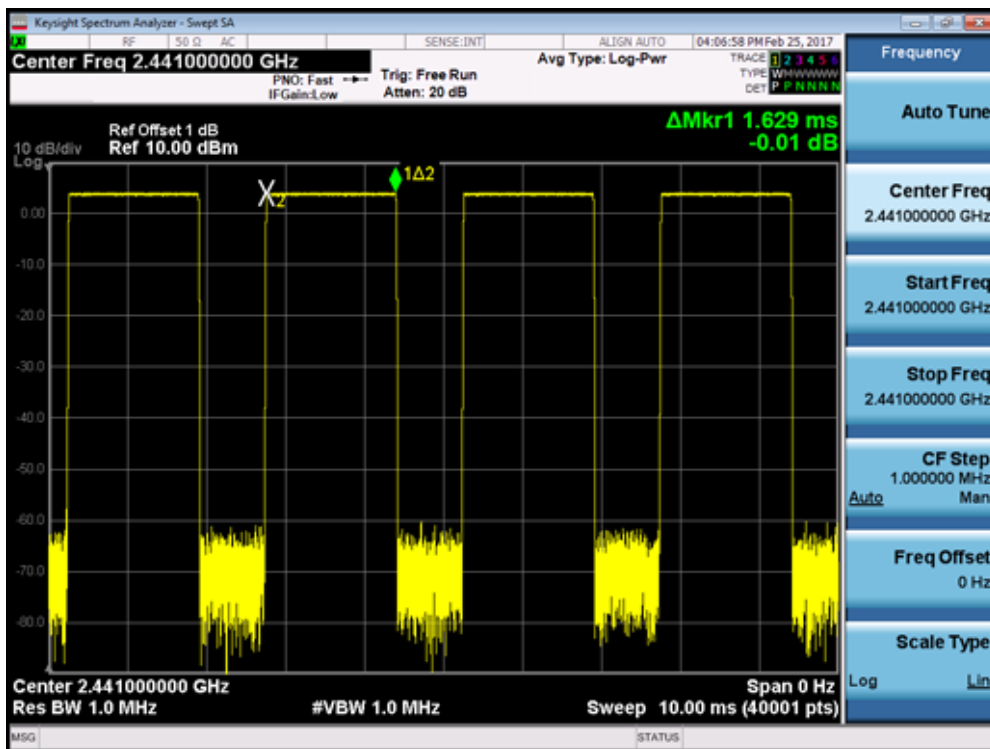 Keysight Spectrum Analyzer - Swept SA
LXI RF 50 Ω AC SENSE:INT ALIGN AUTO 04:06:58 PM Feb 25, 2017
Center Freq 2.441000000 GHz
PNO: Fast
IFGain:Low
Trig: Free Run
Atten: 20 dB
Avg Type: Log-Pwr
TRACE 1 2 3 4 5 6
TYPE WWWWWW
DET P P N N N N
ΔMkr1 1.629 ms
-0.01 dB
Ref Offset 1 dB
10 dB/div Ref 10.00 dBm
Log
1Δ2
X2
0.00
-10.0
-20.0
-30.0
-40.0
-50.0
-60.0
-70.0
-80.0
Center 2.441000000 GHz Span 0 Hz
Res BW 1.0 MHz #VBW 1.0 MHz Sweep 10.00 ms (40001 pts)
MSG STATUS
Frequency
Auto Tune
Center Freq
2.441000000 GHz
Start Freq
2.441000000 GHz
Stop Freq
2.441000000 GHz
CF Step
1.000000 MHz
Auto Man
Freq Offset
0 Hz
Scale Type
Log Lin